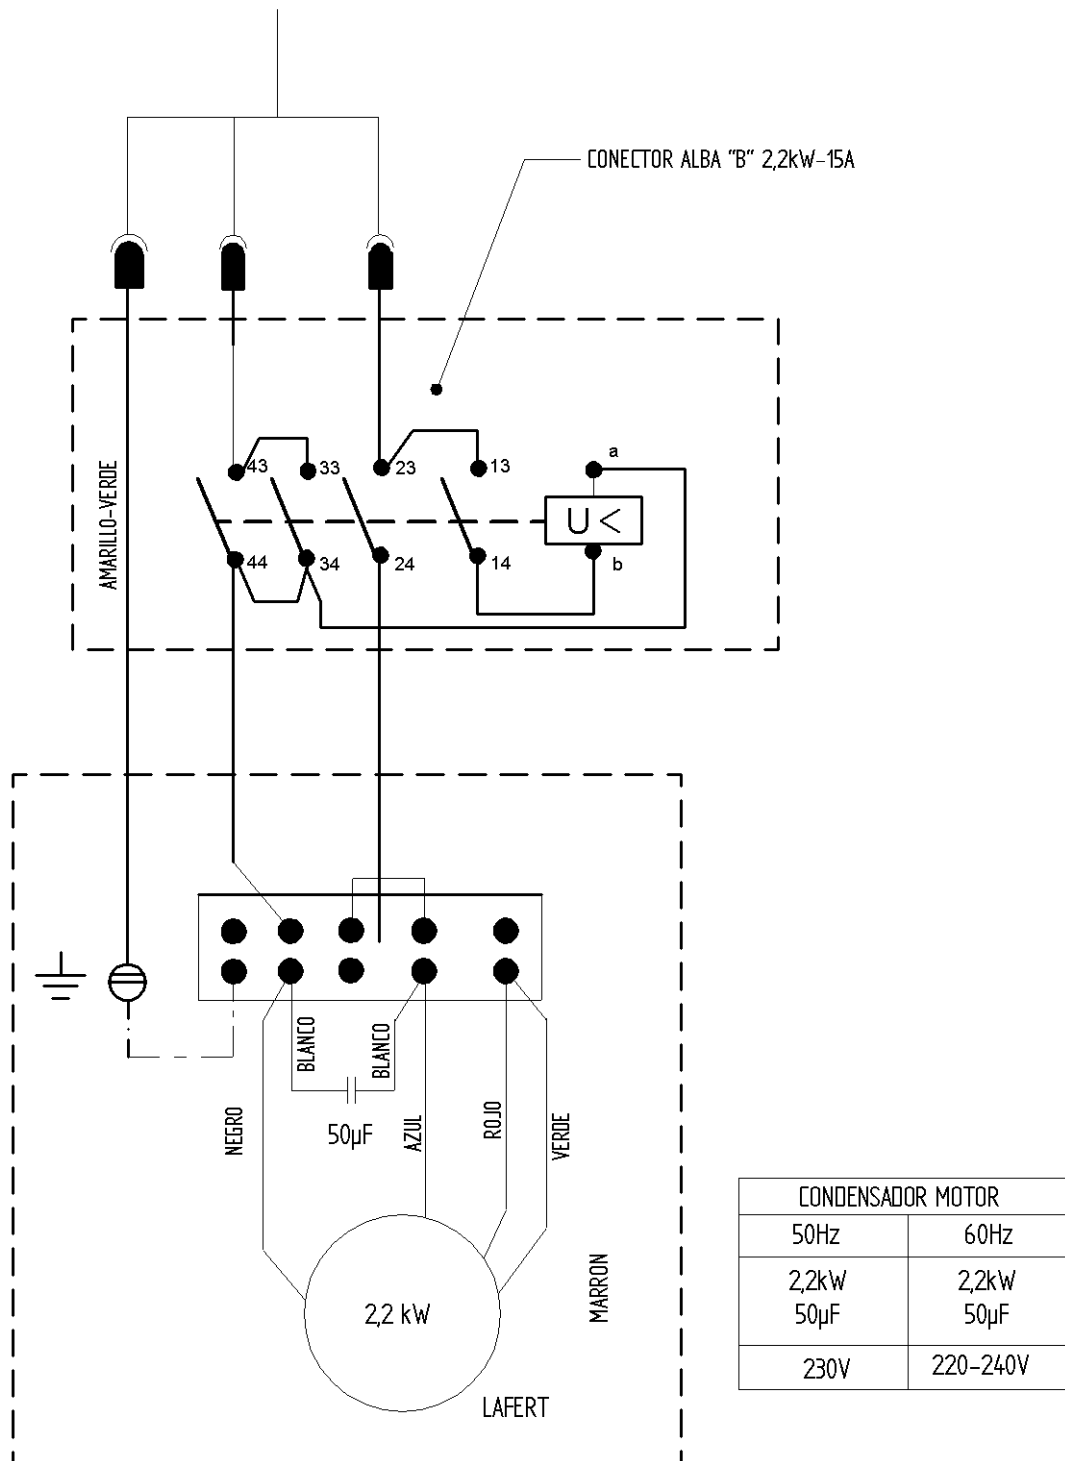 CONECTOR ALBA "B" 2,2kW-15A
AMARILLO-VERDE
43
33
23
13
a
U<
44
34
24
14
b
BLANCO
BLANCO
NEGRO
50µF
AZUL
ROJO
VERDE
2,2 kW
MARRON
LAFERT
CONDENSADOR MOTOR
50Hz
60Hz
2,2kW
50µF
2,2kW
50µF
230V
220-240V